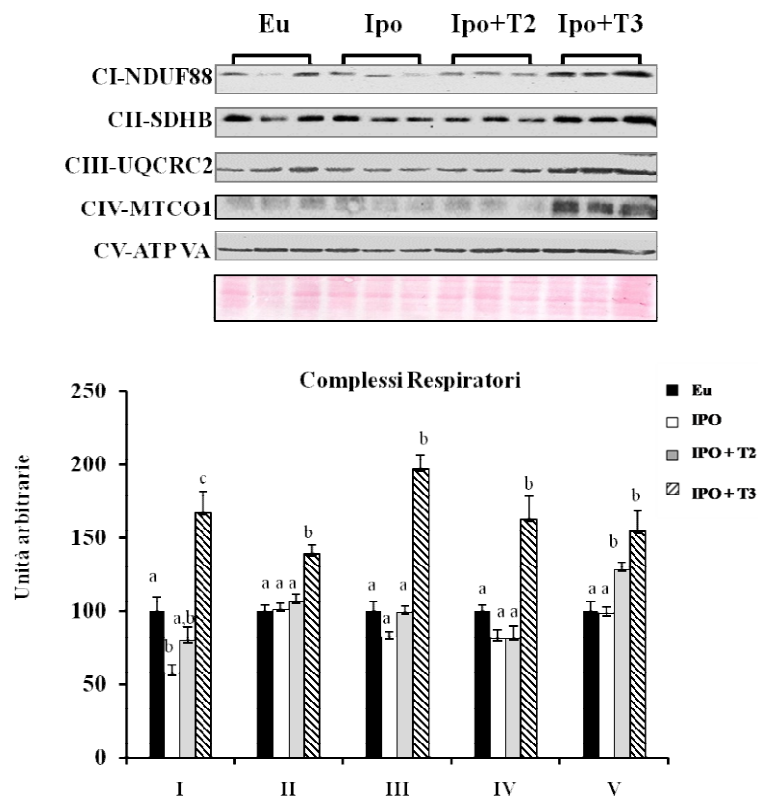 Eu Ipo Ipo+T2 Ipo+T3
CI-NDUF88
CII-SDHB
CIII-UQCRC2
CIV-MTCO1
CV-ATP VA
Complessi Respiratori
Unità arbitrarie
250
200
150
100
50
0
a b a,b c
a a a b
a a a b
a a a b
a a b b
I II III IV V
Eu
IPO
IPO + T2
IPO + T3